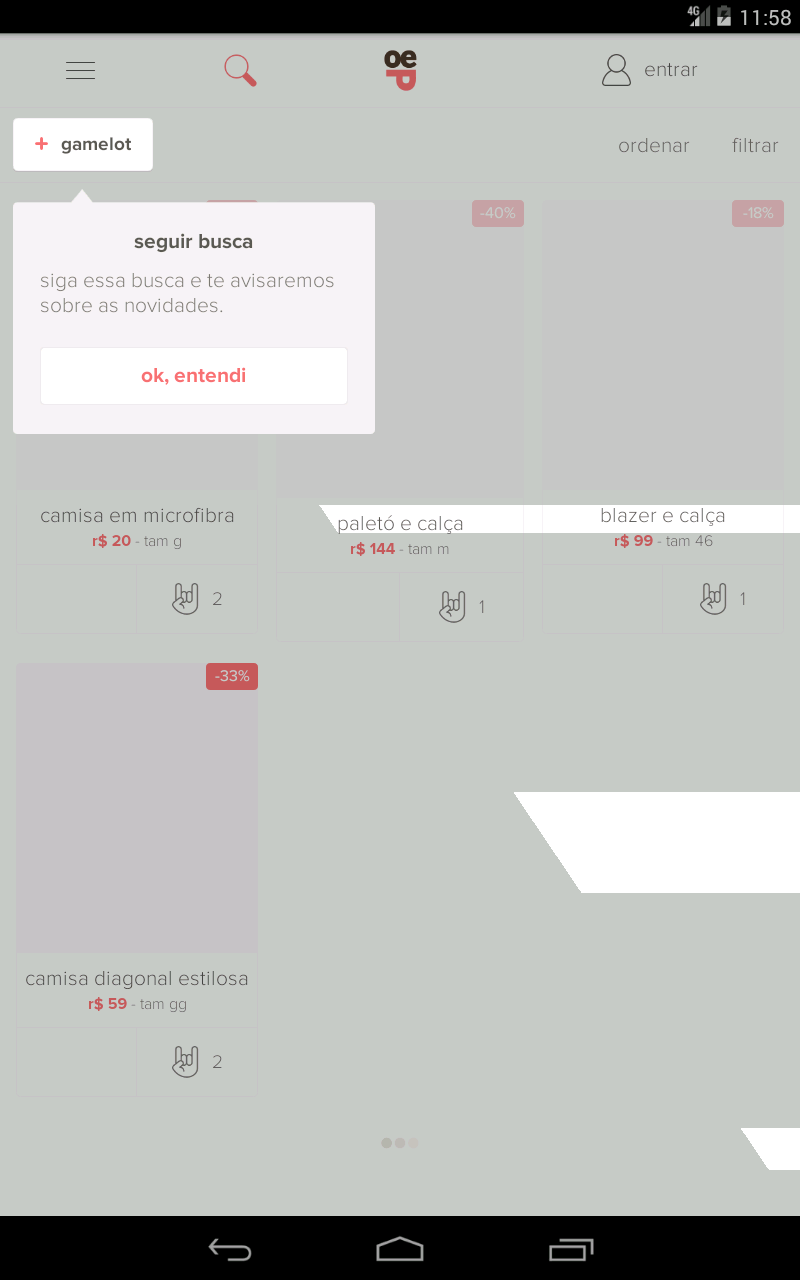 4G 11:58
oe
p
entrar
+ gamelot
ordenar
filtrar
-40%
-18%
seguir busca
siga essa busca e te avisaremos
sobre as novidades.
ok, entendi
camisa em microfibra
r$ 20 - tam g
2
paletó e calça
r$ 144 - tam m
1
blazer e calça
r$ 99 - tam 46
1
-33%
camisa diagonal estilosa
r$ 59 - tam gg
2